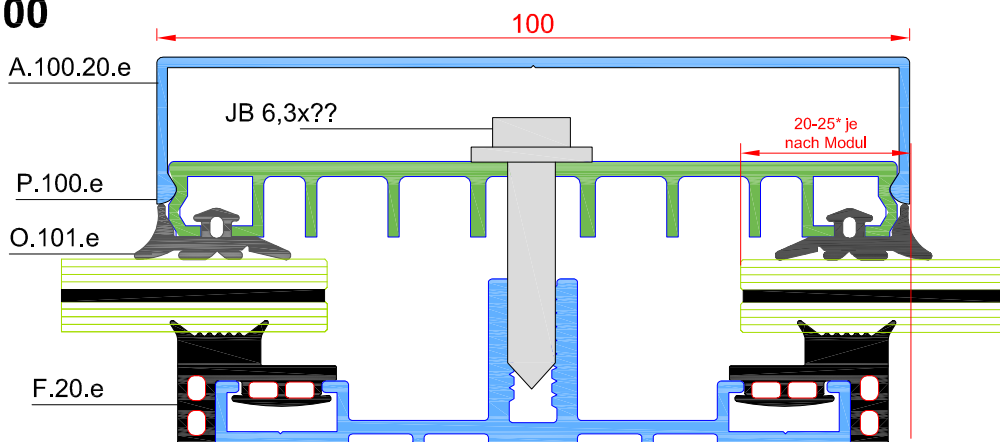 00
100
A.100.20.e
JB 6,3x??
20-25* je
nach Modul
P.100.e
O.101.e
F.20.e